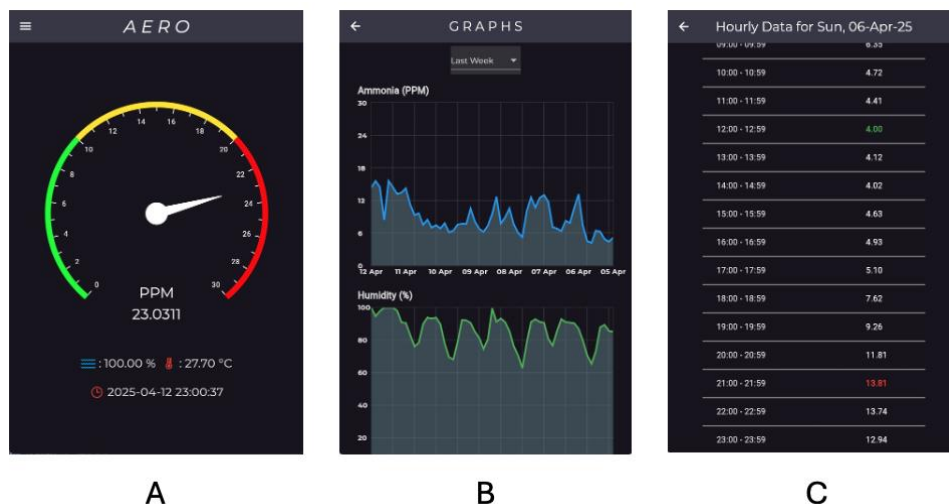 AERO
0 2 4 6 8 10 12 14 16 18 20 22 24 26 28 30
PPM
23.0311
: 100.00 % : 27.70 °C
2025-04-12 23:00:37
A
GRAPHS
Last Week
Ammonia (PPM)
30
24
18
12
6
0
12 Apr 11 Apr 10 Apr 09 Apr 08 Apr 07 Apr 06 Apr 05 Apr
Humidity (%)
100
80
60
40
20
B
Hourly Data for Sun, 06-Apr-25
09:00 - 09:59 6.35
10:00 - 10:59 4.72
11:00 - 11:59 4.41
12:00 - 12:59 4.00
13:00 - 13:59 4.12
14:00 - 14:59 4.02
15:00 - 15:59 4.63
16:00 - 16:59 4.93
17:00 - 17:59 5.10
18:00 - 18:59 7.62
19:00 - 19:59 9.26
20:00 - 20:59 11.81
21:00 - 21:59 13.81
22:00 - 22:59 13.74
23:00 - 23:59 12.94
C